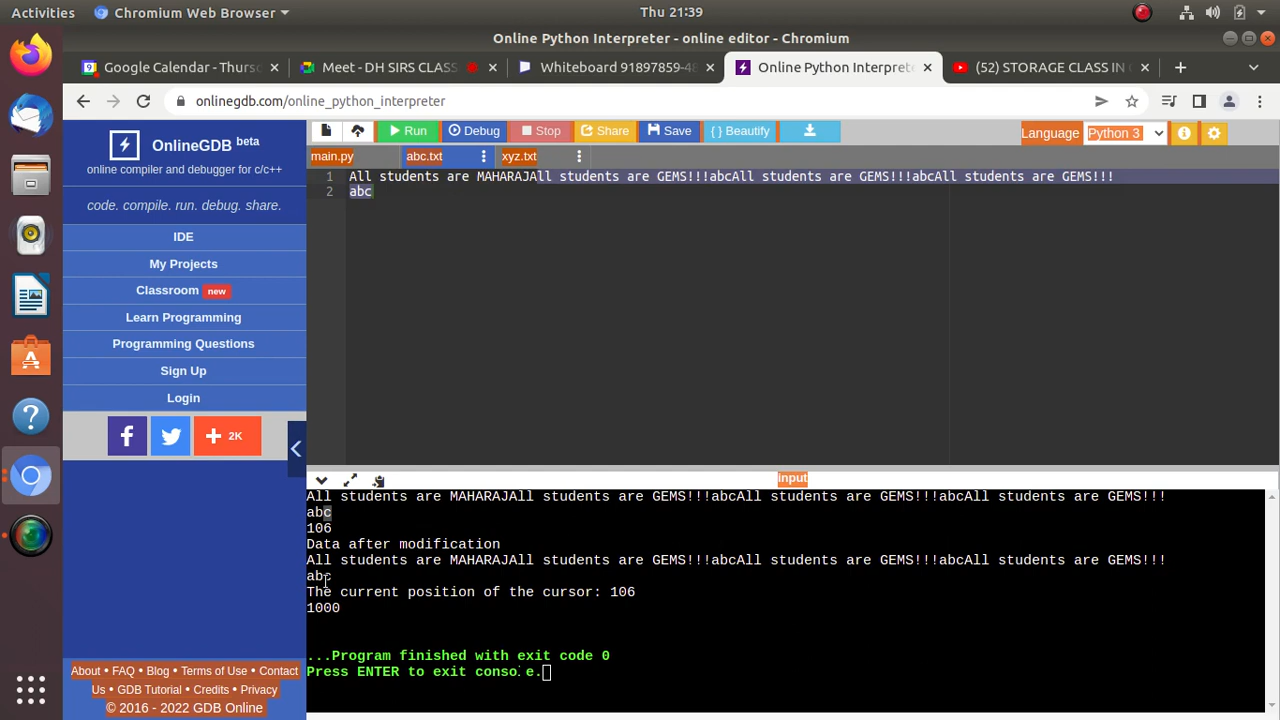 Activities Chromium Web Browser Thu 21:39
Online Python Interpreter - online editor - Chromium
Google Calendar - Thurs Meet - DH SIRS CLASS Whiteboard 91897859-48 Online Python Interprete (52) STORAGE CLASS IN
onlinegdb.com/online_python_interpreter
Run Debug Stop Share Save { } Beautify Language Python 3
OnlineGDB beta
online compiler and debugger for c/c++
code. compile. run. debug. share.
IDE
My Projects
Classroom new
Learn Programming
Programming Questions
Sign Up
Login
2K
About • FAQ • Blog • Terms of Use • Contact
Us • GDB Tutorial • Credits • Privacy
© 2016 - 2022 GDB Online
main.py abc.txt xyz.txt
1 All students are MAHARAJAll students are GEMS!!!abcAll students are GEMS!!!abcAll students are GEMS!!!
2 abc
input
All students are MAHARAJAll students are GEMS!!!abcAll students are GEMS!!!abcAll students are GEMS!!!
abc
106
Data after modification
All students are MAHARAJAll students are GEMS!!!abcAll students are GEMS!!!abcAll students are GEMS!!!
abc
The current position of the cursor: 106
1000
...Program finished with exit code 0
Press ENTER to exit console.